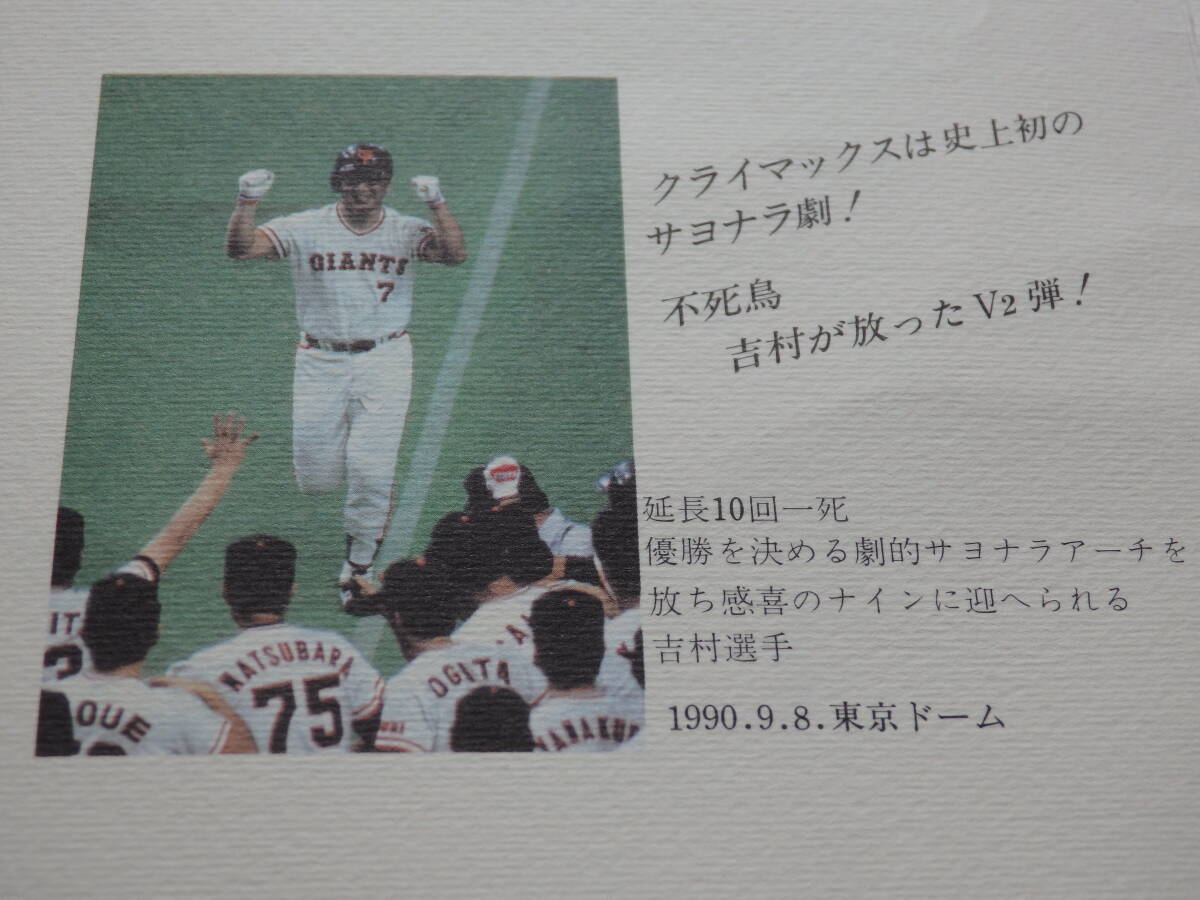 クライマックスは史上初の
サヨナラ劇!
不死鳥
吉村が放ったV2弾!
延長10回一死
優勝を決める劇的サヨナラアーチを
放ち感喜のナインに迎へられる
吉村選手
1990.9.8.東京ドーム
GIANTS
7
MATSUBARA
75
OGITA
OUE